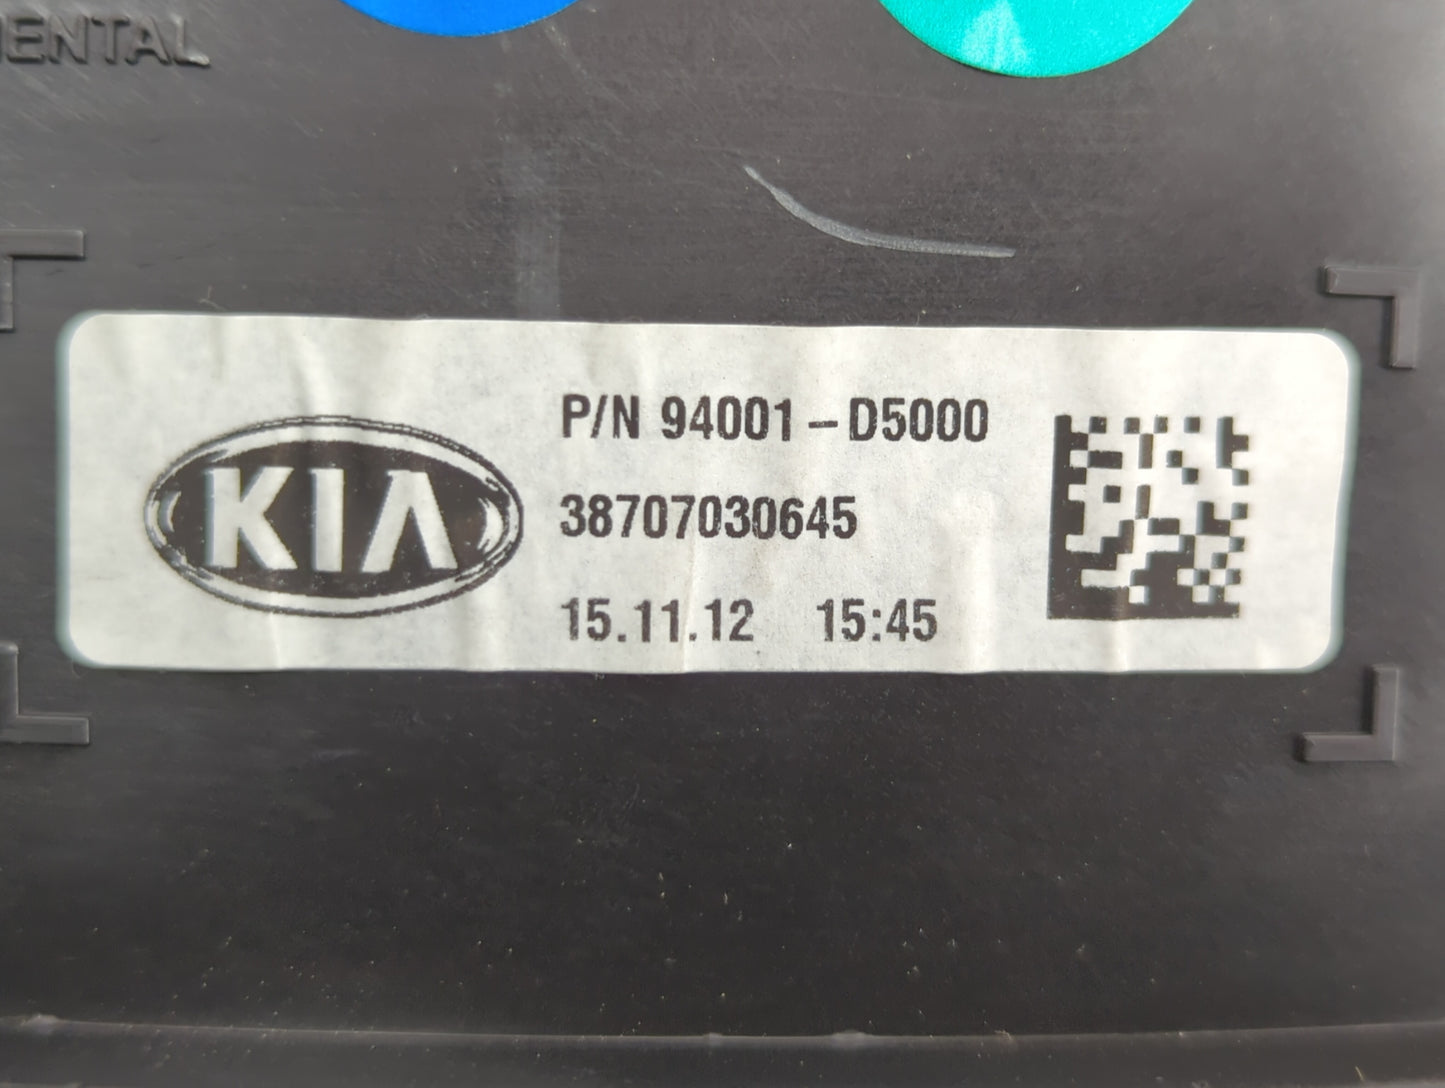 ENTAL
KIA
P/N 94001-D5000
38707030645
15.11.12 15:45